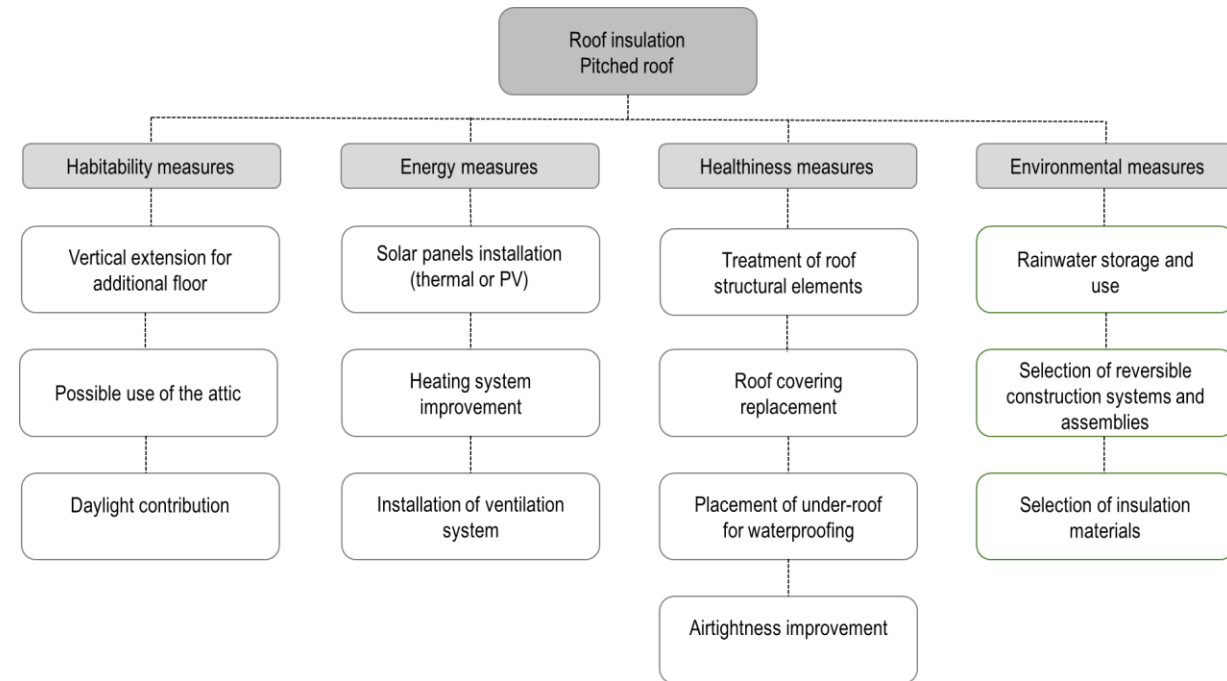 Roof insulation
Pitched roof
Habitability measures
Energy measures
Healthiness measures
Environmental measures
Vertical extension for
additional floor
Solar panels installation
(thermal or PV)
Treatment of roof
structural elements
Rainwater storage and
use
Possible use of the attic
Heating system
improvement
Roof covering
replacement
Selection of reversible
construction systems and
assemblies
Daylight contribution
Installation of ventilation
system
Placement of under-roof
for waterproofing
Selection of insulation
materials
Airtightness improvement